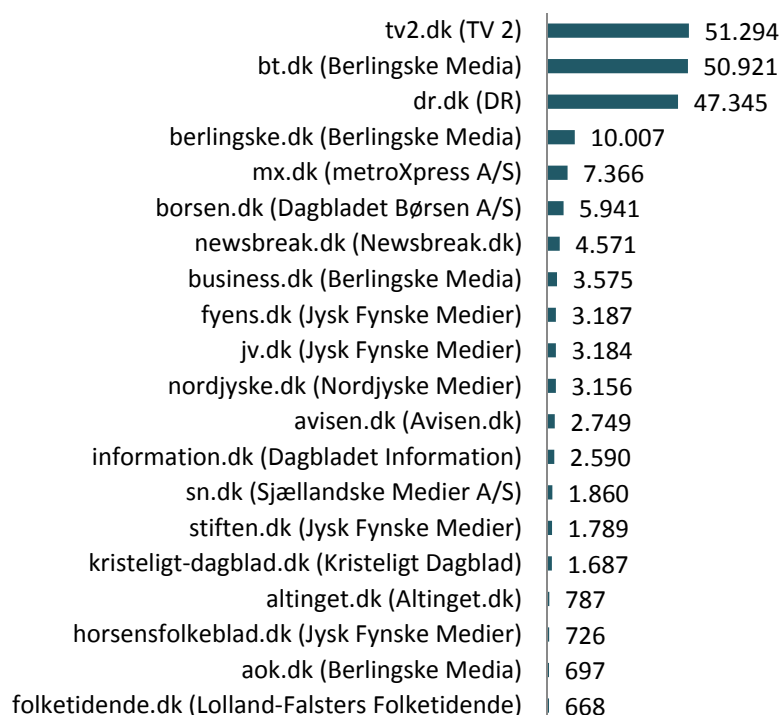 tv2.dk (TV 2) 51.294
bt.dk (Berlingske Media) 50.921
dr.dk (DR) 47.345
berlingske.dk (Berlingske Media) 10.007
mx.dk (metroXpress A/S) 7.366
borsen.dk (Dagbladet Børsen A/S) 5.941
newsbreak.dk (Newsbreak.dk) 4.571
business.dk (Berlingske Media) 3.575
fyens.dk (Jysk Fynske Medier) 3.187
jv.dk (Jysk Fynske Medier) 3.184
nordjyske.dk (Nordjyske Medier) 3.156
avisen.dk (Avisen.dk) 2.749
information.dk (Dagbladet Information) 2.590
sn.dk (Sjællandske Medier A/S) 1.860
stiften.dk (Jysk Fynske Medier) 1.789
kristeligt-dagblad.dk (Kristeligt Dagblad) 1.687
altinget.dk (Altinget.dk) 787
horsensfolkeblad.dk (Jysk Fynske Medier) 726
aok.dk (Berlingske Media) 697
folketidende.dk (Lolland-Falsters Folketidende) 668